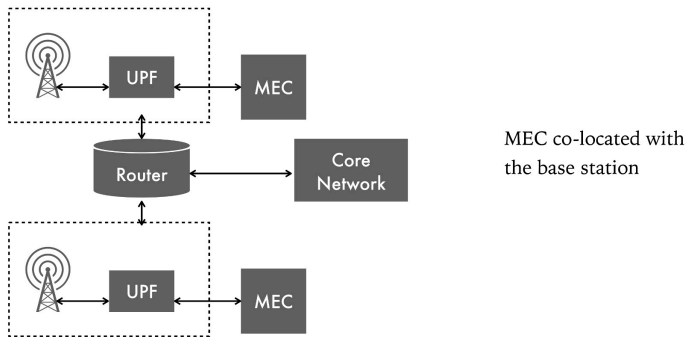 UPF
MEC
Router
Core
Network
MEC co-located with
the base station
UPF
MEC